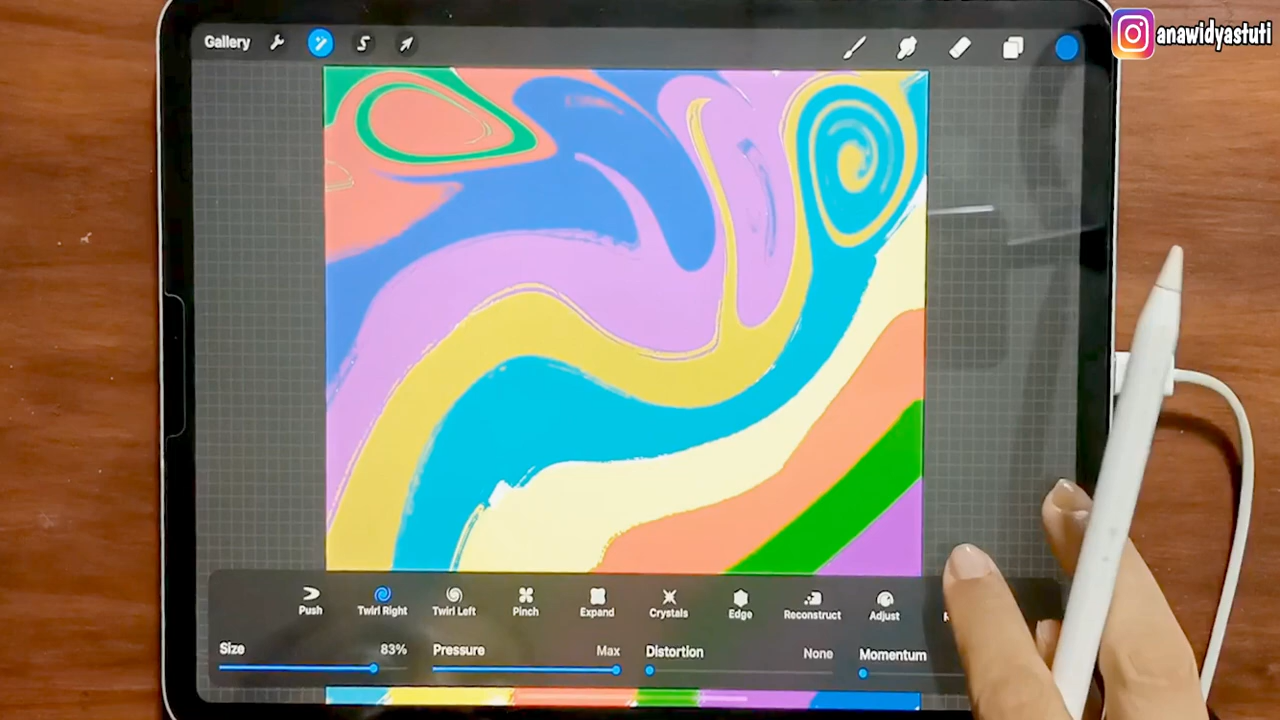 anawidyastuti
Gallery
Push
Twirl Right
Twirl Left
Pinch
Expand
Crystals
Edge
Reconstruct
Adjust
Size
83%
Pressure
Max
Distortion
None
Momentum